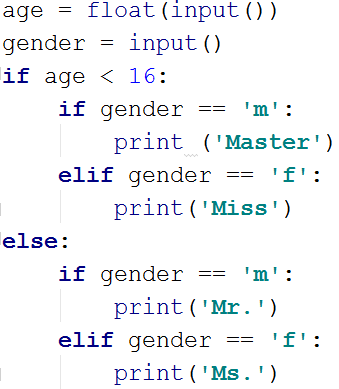 age = float(input())
gender = input()
if age < 16:
    if gender == 'm':
        print ('Master')
    elif gender == 'f':
        print('Miss')
else:
    if gender == 'm':
        print('Mr.')
    elif gender == 'f':
        print('Ms.')